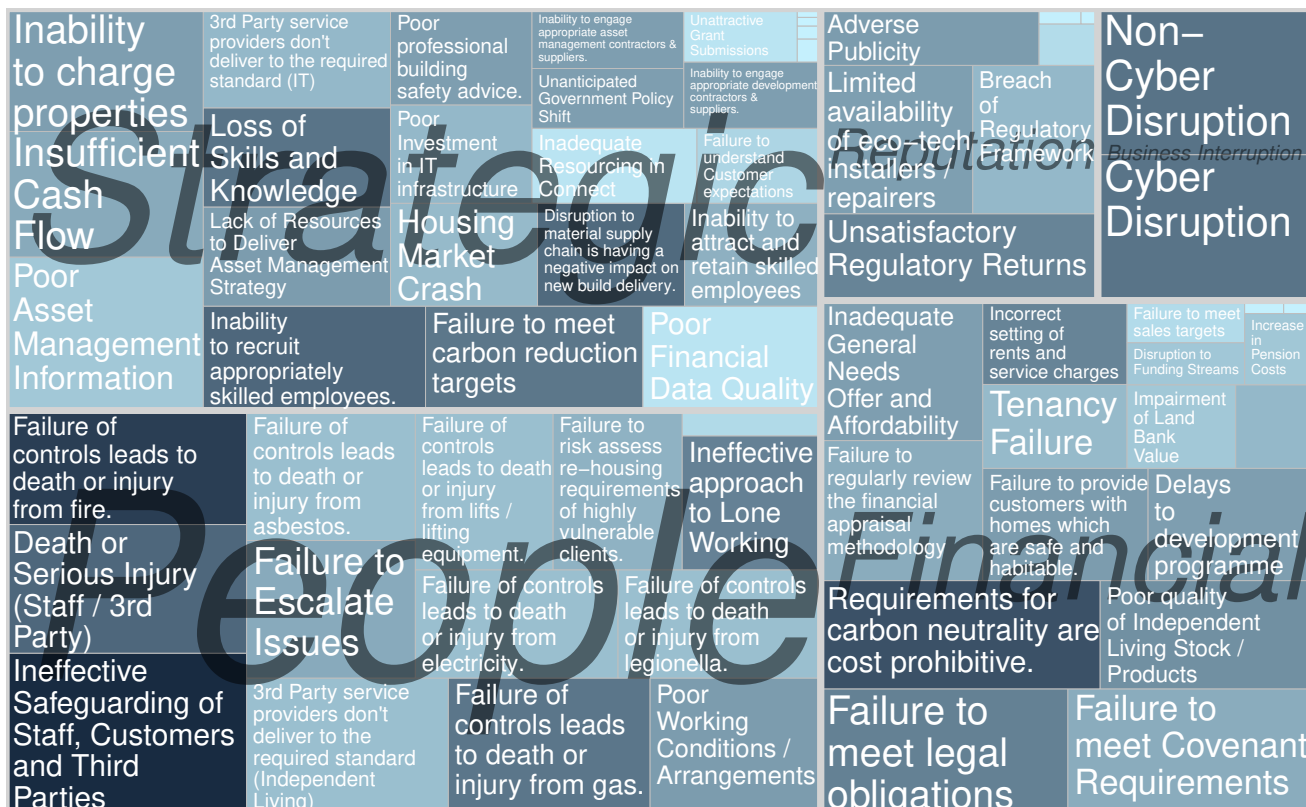 Strategic
Inability
to charge
properties
Insufficient
Cash
Flow
Poor
Asset
Management
Information
3rd Party service
providers don't
deliver to the required
standard (IT)
Loss of
Skills and
Knowledge
Lack of Resources
to Deliver
Asset Management
Strategy
Inability
to recruit
appropriately
skilled employees.
Poor
professional
building
safety advice.
Poor
Investment
in IT
infrastructure
Housing
Market
Crash
Failure to meet
carbon reduction
targets
Inability to engage
appropriate asset
management contractors &
suppliers.
Unanticipated
Government Policy
Shift
Inadequate
Resourcing in
Connect
Disruption to
material supply
chain is having a
negative impact on
new build delivery.
Unattractive
Grant
Submissions
Inability to engage
appropriate development
contractors &
suppliers.
Failure to
understand
Customer
expectations
Inability to
attract and
retain skilled
employees
Poor
Financial
Data Quality
Reputation
Adverse
Publicity
Limited
availability
of eco−tech
installers /
repairers
Breach
of
Regulatory
Framework
Unsatisfactory
Regulatory Returns
Business Interruption
Non−
Cyber
Disruption
Cyber
Disruption
People
Failure of
controls leads to
death or injury
from fire.
Death or
Serious Injury
(Staff / 3rd
Party)
Ineffective
Safeguarding of
Staff, Customers
and Third
Parties
Failure of
controls leads
to death or
injury from
asbestos.
Failure to
Escalate
Issues
3rd Party service
providers don't
deliver to the
required standard
(Independent
Living)
Failure of
controls
leads to death
or injury
from lifts /
lifting
equipment.
Failure to
risk assess
re−housing
requirements
of highly
vulnerable
clients.
Ineffective
approach
to Lone
Working
Failure of controls
leads to death
or injury from
electricity.
Failure of controls
leads to death
or injury from
legionella.
Failure of
controls leads
to death or
injury from gas.
Poor
Working
Conditions /
Arrangements
Financial
Inadequate
General
Needs
Offer and
Affordability
Failure to
regularly review
the financial
appraisal
methodology
Incorrect
setting of
rents and
service charges
Tenancy
Failure
Failure to meet
sales targets
Disruption to
Funding Streams
Increase
in
Pension
Costs
Impairment
of Land
Bank
Value
Failure to provide
customers with
homes which
are safe and
habitable.
Delays
to
development
programme
Requirements for
carbon neutrality are
cost prohibitive.
Poor quality
of Independent
Living Stock /
Products
Failure to
meet legal
obligations
Failure to
meet Covenant
Requirements